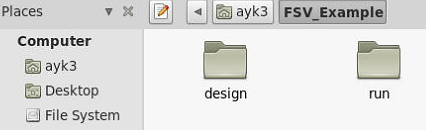 Places
ayk3
FSV_Example
Computer
ayk3
Desktop
File System
design
run